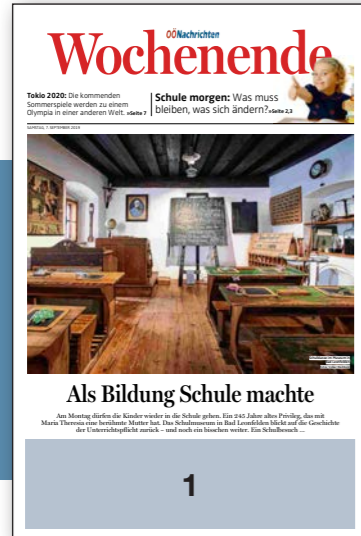 OÖNachrichten
Wochenende
Tokio 2020: Die kommenden
Sommerspiele werden zu einem
Olympia in einer anderen Welt. »Seite 7
Schule morgen: Was muss
bleiben, was sich ändern? »Seite 2,3
SAMSTAG, 7. SEPTEMBER 2019
Als Bildung Schule machte
Am Montag dürfen die Kinder wieder in die Schule gehen. Ein 245 Jahre altes Privileg, das mit
Maria Theresia eine berühmte Mutter hat. Das Schulmuseum in Bad Leonfelden blickt auf die Geschichte
der Unterrichtspflicht zurück – und noch ein bisschen weiter. Ein Schulbesuch ...
1